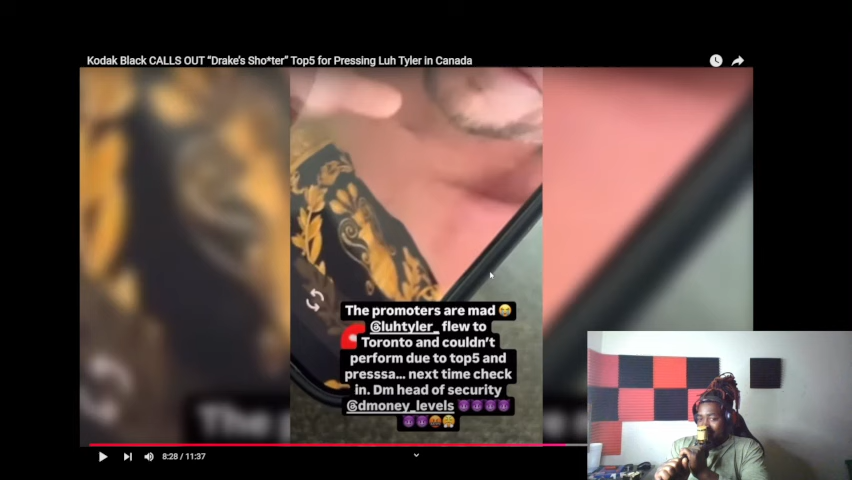 Kodak Black CALLS OUT “Drake’s Sho*ter” Top5 for Pressing Luh Tyler in Canada
The promoters are mad 😂
@luhtyler_ flew to
Toronto and couldn’t
perform due to top5 and
presssa... next time check
in. Dm head of security
@dmoney_levels 😈😈😈😈
😈😈🤬😤
8:28 / 11:37